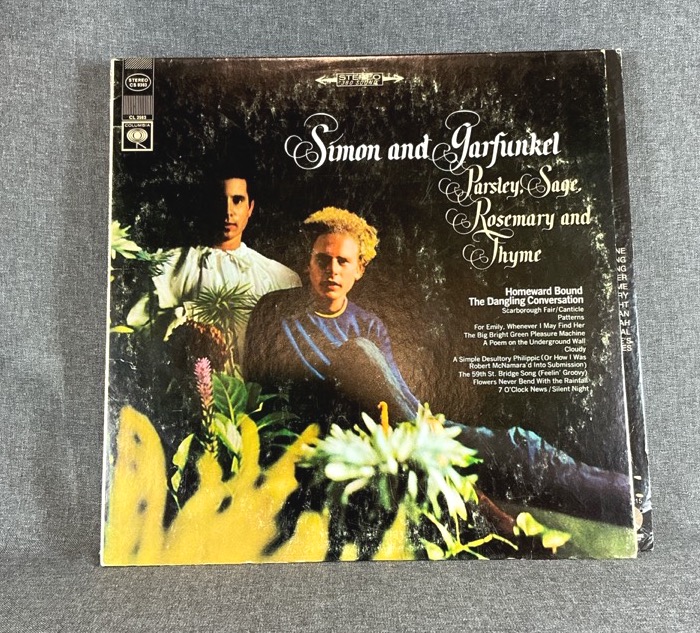 STEREO
CS 9363
CL 2563
COLUMBIA
STEREO
"360 SOUND"
Simon and Garfunkel
Parsley, Sage,
Rosemary and
Thyme
Homeward Bound
The Dangling Conversation
Scarborough Fair/Canticle
Patterns
For Emily, Whenever I May Find Her
The Big Bright Green Pleasure Machine
A Poem on the Underground Wall
Cloudy
A Simple Desultory Philippic (Or How I Was
Robert McNamara'd Into Submission)
The 59th St. Bridge Song (Feelin' Groovy)
Flowers Never Bend With the Rainfall
7 O'Clock News/Silent Night